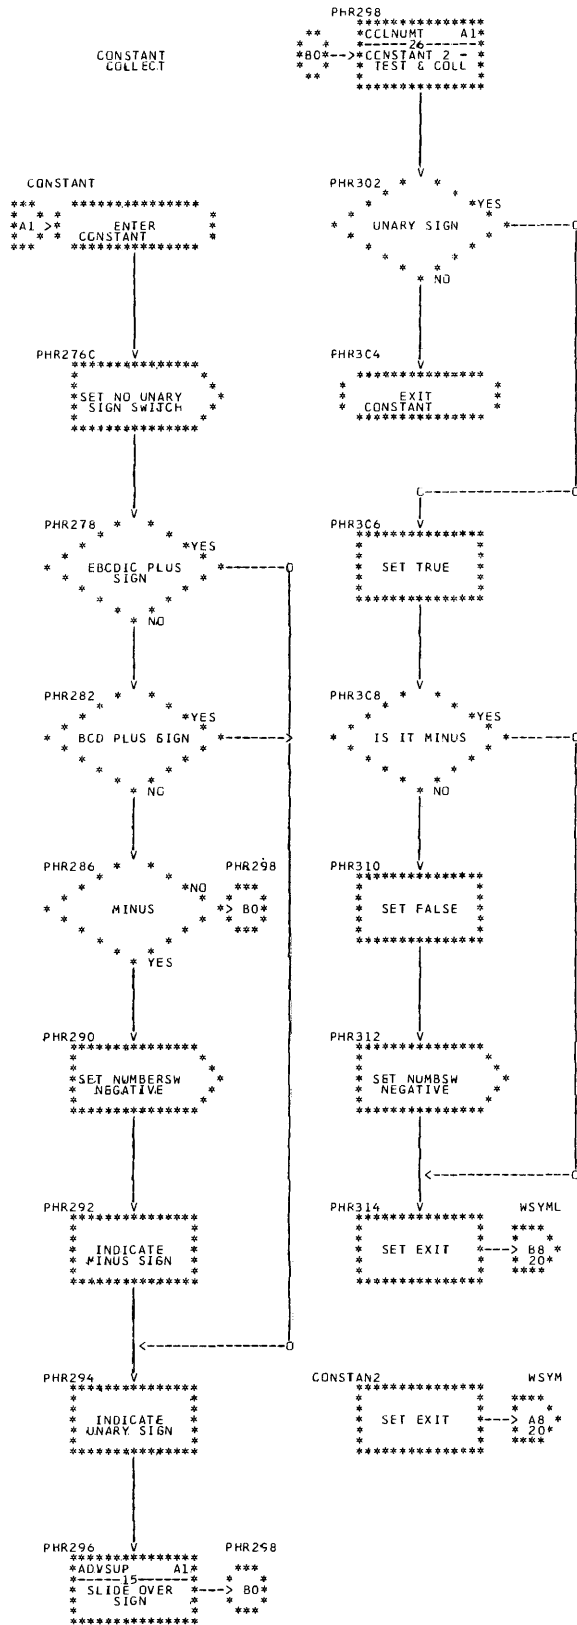 CONSTANT
COLLECT
CONSTANT
A1
ENTER
CONSTANT
PHR276C
SET NO UNARY
SIGN SWITCH
PHR278
YES
EBCDIC PLUS
SIGN
NO
PHR282
YES
BCD PLUS SIGN
NO
PHR286
NO
MINUS
YES
PHR298
B0
PHR290
SET NUMBERSW
NEGATIVE
PHR292
INDICATE
MINUS SIGN
PHR294
INDICATE
UNARY SIGN
PHR296
ADVSUP A1
15
SLIDE OVER
SIGN
PHR298
B0
PHR298
B0
CCLNUMT A1
26
CCNSTANT 2 -
TEST & COLL
PHR302
YES
UNARY SIGN
NO
PHR3C4
EXIT
CONSTANT
PHR3C6
SET TRUE
PHR3C8
YES
IS IT MINUS
NO
PHR310
SET FALSE
PHR312
SET NUMBSW
NEGATIVE
PHR314
SET EXIT
WSYML
B8
20
CONSTAN2
SET EXIT
WSYM
A8
20